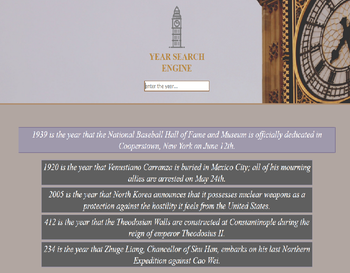 YEAR SEARCH
ENGINE
enter the year...
1939 is the year that the National Baseball Hall of Fame and Museum is officially dedicated in
Cooperstown, New York on June 12th.
1920 is the year that Venustiano Carranza is buried in Mexico City; all of his mourning
allies are arrested on May 24th.
2005 is the year that North Korea announces that it possesses nuclear weapons as a
protection against the hostility it feels from the United States.
412 is the year that the Theodosian Walls are constructed at Constantinople during the
reign of emperor Theodosius II.
234 is the year that Zhuge Liang, Chancellor of Shu Han, embarks on his last Northern
Expedition against Cao Wei.